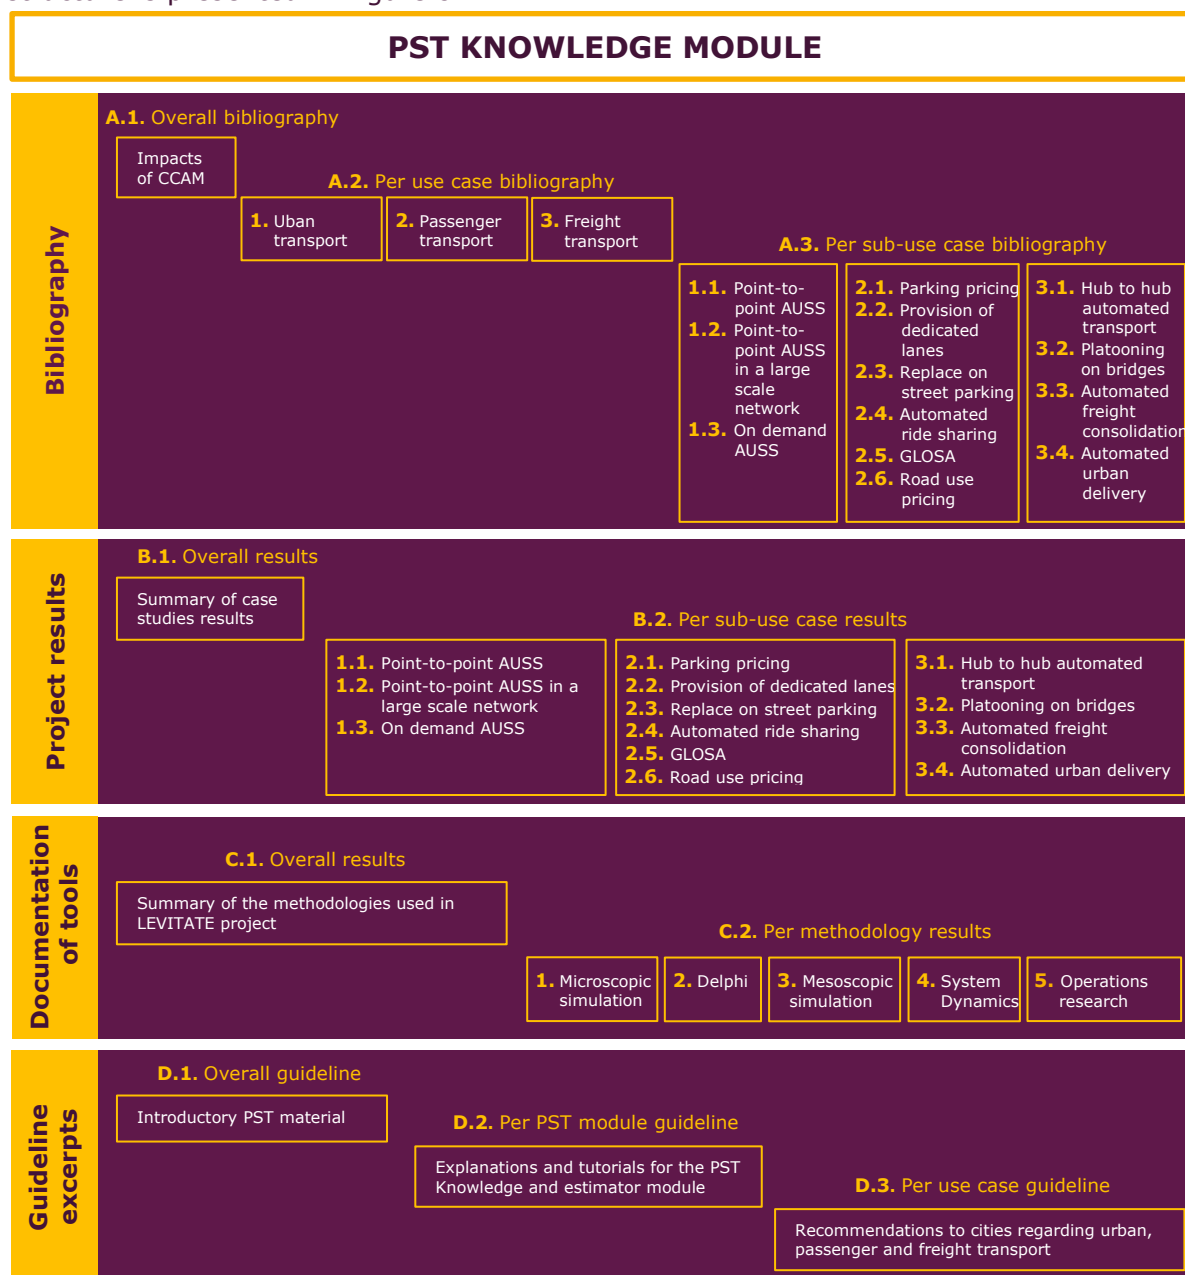 PST KNOWLEDGE MODULE
Bibliography
A.1. Overall bibliography
Impacts
of CCAM
A.2. Per use case bibliography
1. Uban
transport
2. Passenger
transport
3. Freight
transport
A.3. Per sub-use case bibliography
1.1. Point-to-
point AUSS
1.2. Point-to-
point AUSS
in a large
scale
network
1.3. On demand
AUSS
2.1. Parking pricing
2.2. Provision of
dedicated
lanes
2.3. Replace on
street parking
2.4. Automated
ride sharing
2.5. GLOSA
2.6. Road use
pricing
3.1. Hub to hub
automated
transport
3.2. Platooning
on bridges
3.3. Automated
freight
consolidation
3.4. Automated
urban
delivery
Project results
B.1. Overall results
Summary of case
studies results
B.2. Per sub-use case results
1.1. Point-to-point AUSS
1.2. Point-to-point AUSS in a
large scale network
1.3. On demand AUSS
2.1. Parking pricing
2.2. Provision of dedicated lanes
2.3. Replace on street parking
2.4. Automated ride sharing
2.5. GLOSA
2.6. Road use pricing
3.1. Hub to hub automated
transport
3.2. Platooning on bridges
3.3. Automated freight
consolidation
3.4. Automated urban delivery
Documentation
of tools
C.1. Overall results
Summary of the methodologies used in
LEVITATE project
C.2. Per methodology results
1. Microscopic
simulation
2. Delphi
3. Mesoscopic
simulation
4. System
Dynamics
5. Operations
research
Guideline
excerpts
D.1. Overall guideline
Introductory PST material
D.2. Per PST module guideline
Explanations and tutorials for the PST
Knowledge and estimator module
D.3. Per use case guideline
Recommendations to cities regarding urban,
passenger and freight transport